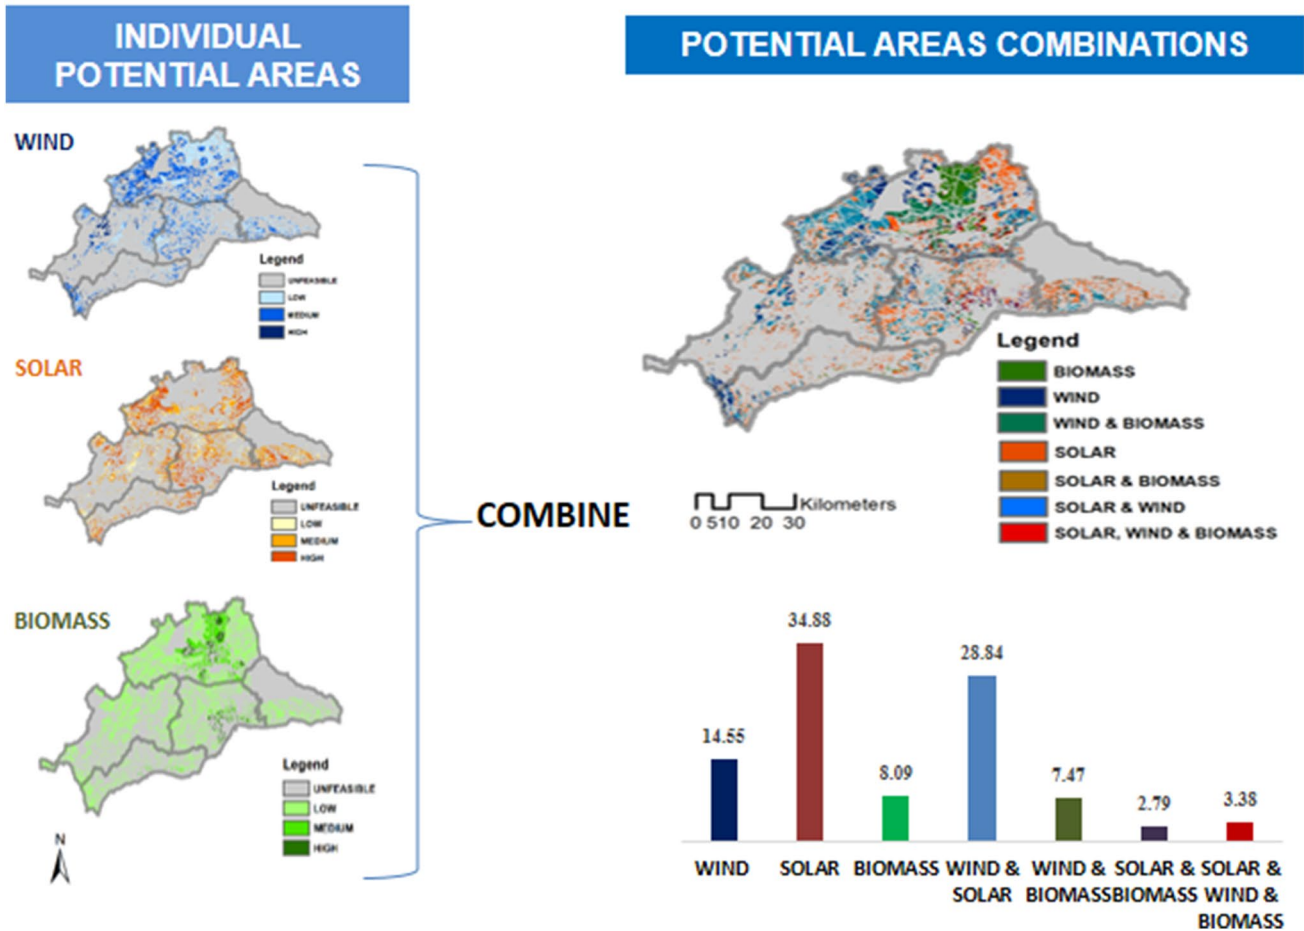 INDIVIDUAL
POTENTIAL AREAS
POTENTIAL AREAS COMBINATIONS
WIND
Legend
UNFEASIBLE
LOW
MEDIUM
HIGH
SOLAR
Legend
UNFEASIBLE
LOW
MEDIUM
HIGH
BIOMASS
Legend
UNFEASIBLE
LOW
MEDIUM
HIGH
N
COMBINE
Legend
BIOMASS
WIND
WIND & BIOMASS
SOLAR
SOLAR & BIOMASS
SOLAR & WIND
SOLAR, WIND & BIOMASS
Kilometers
0 510 20 30
34.88
28.84
14.55
8.09
7.47
2.79
3.38
WIND
SOLAR
BIOMASS
WIND &
SOLAR
WIND &
BIOMASS
SOLAR &
BIOMASS
SOLAR &
WIND &
BIOMASS